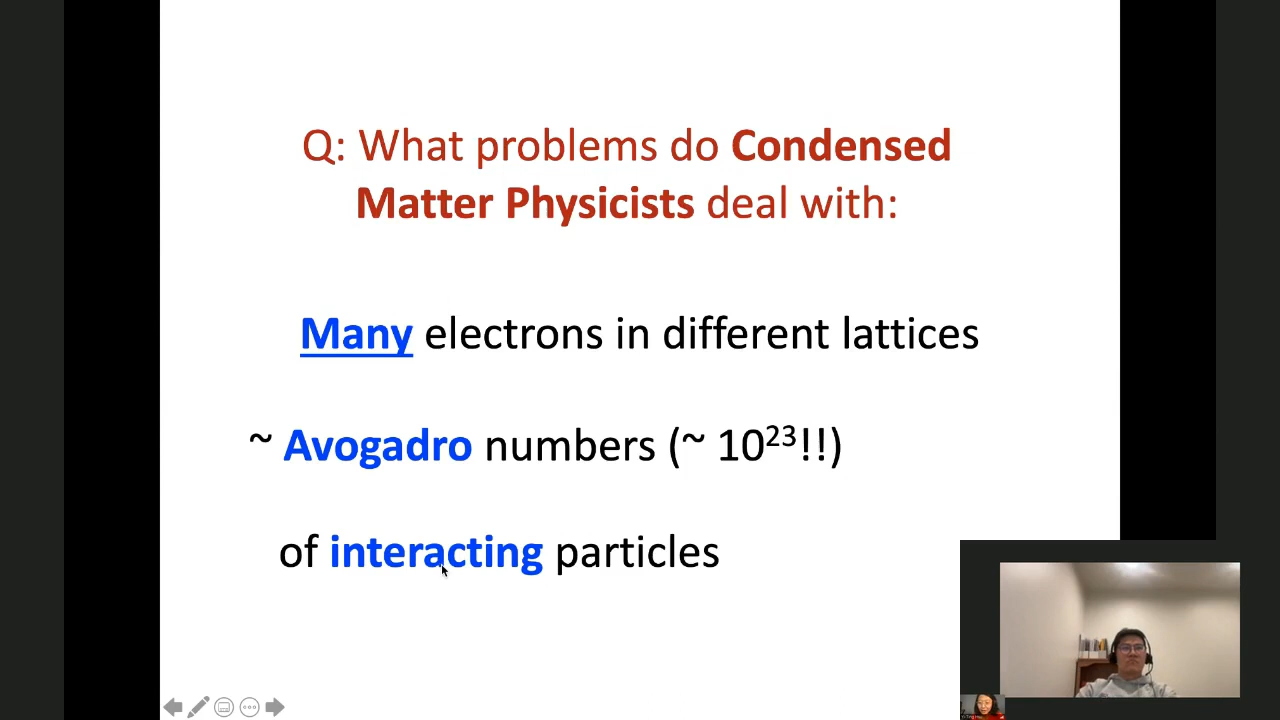 Q: What problems do Condensed
Matter Physicists deal with:
Many electrons in different lattices
~ Avogadro numbers (~ 10²³!!)
of interacting particles